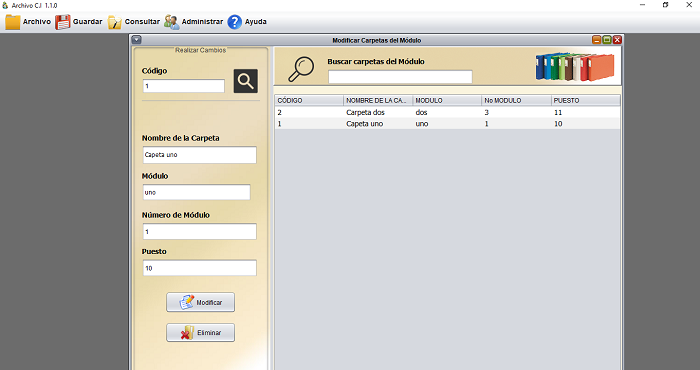 Archivo CJ 1.1.0
Archivo Guardar Consultar Administrar Ayuda
Modificar Carpetas del Módulo
Realizar Cambios
Código
1
Nombre de la Carpeta
Capeta uno
Módulo
uno
Número de Módulo
1
Puesto
10
Modificar
Eliminar
Buscar carpetas del Módulo
CÓDIGO NOMBRE DE LA CA... MODULO No MODULO PUESTO
2 Carpeta dos dos 3 11
1 Capeta uno uno 1 10